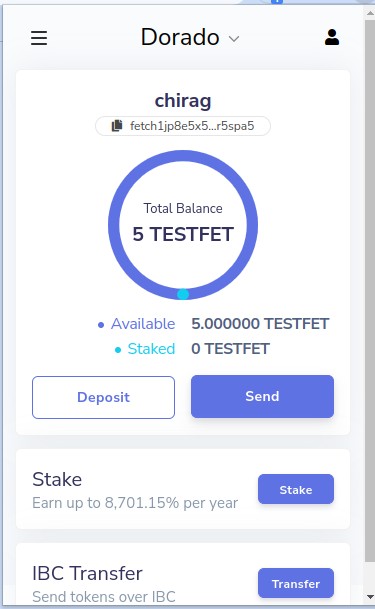 Dorado
chirag
fetch1jp8e5x5...r5spa5
Total Balance
5 TESTFET
Available 5.000000 TESTFET
Staked 0 TESTFET
Deposit Send
Stake
Earn up to 8,701.15% per year
Stake
IBC Transfer
Send tokens over IBC
Transfer